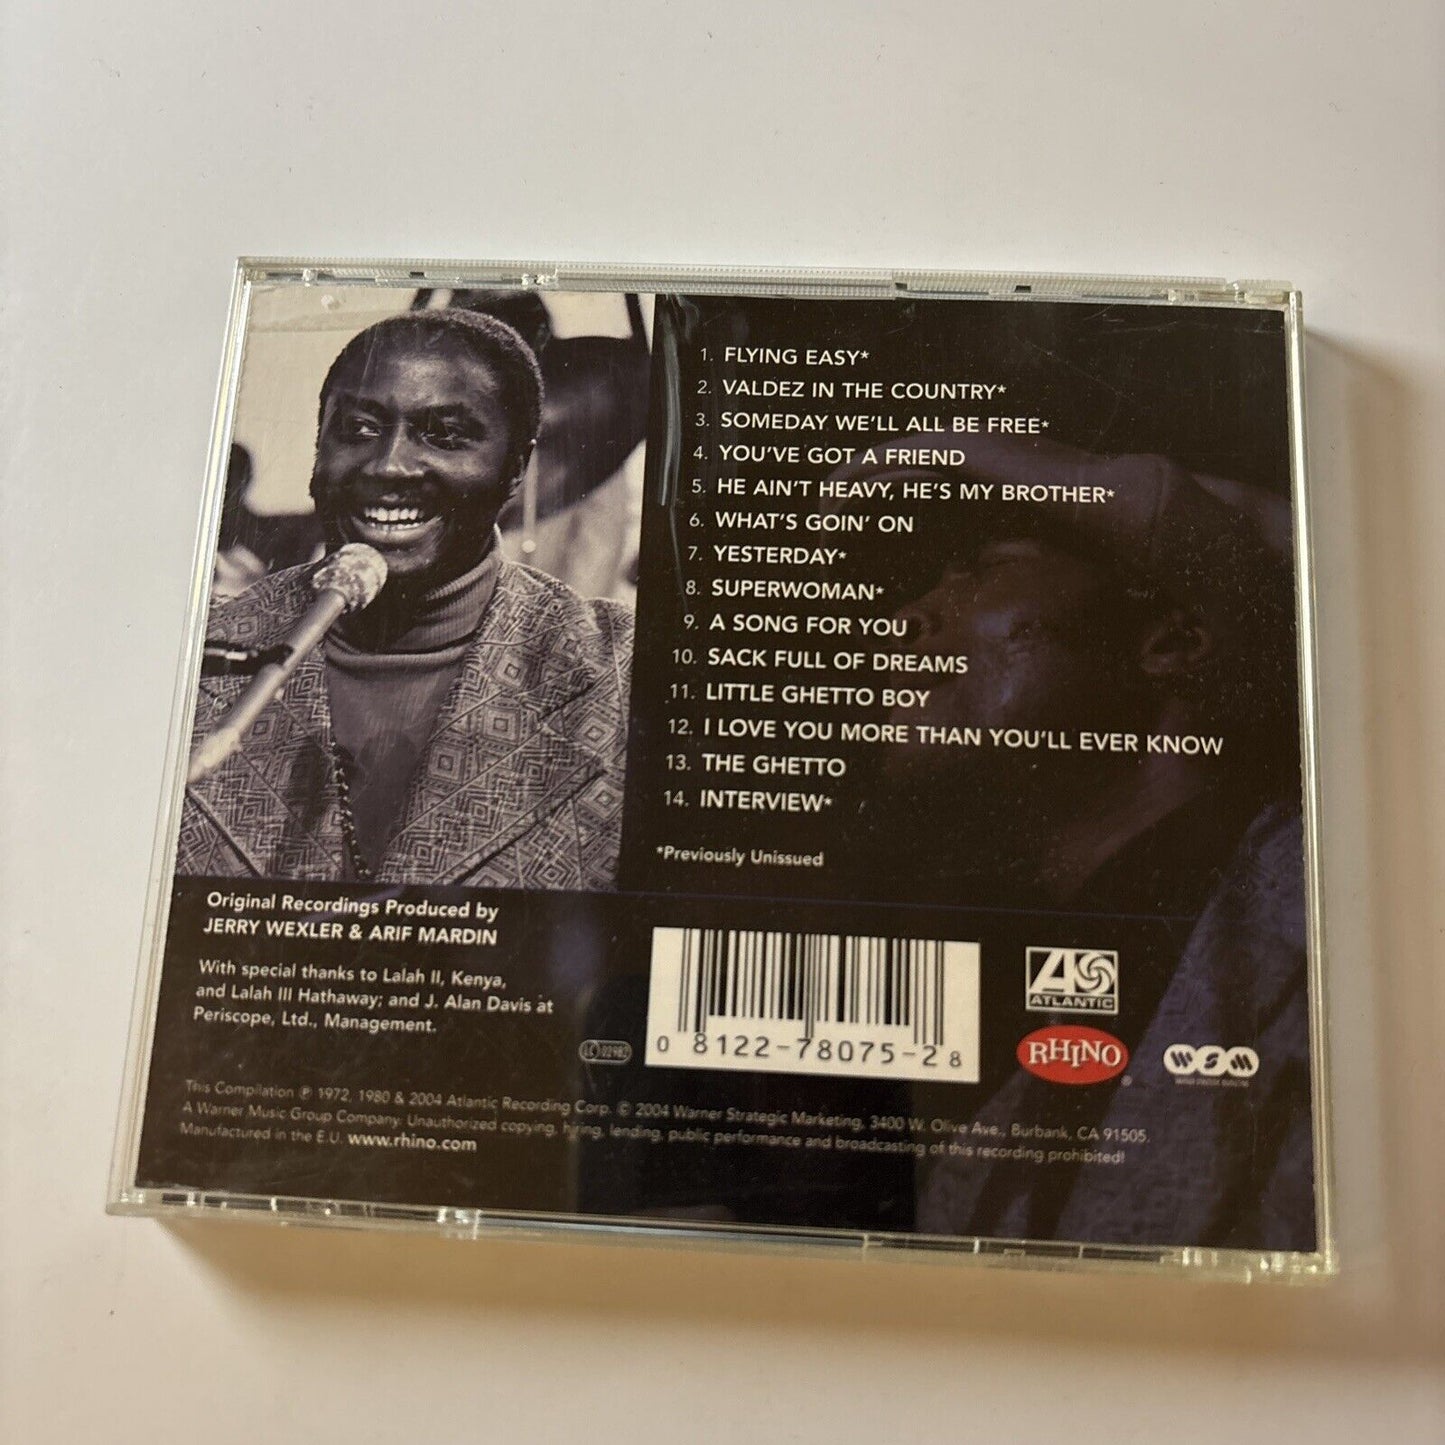 1. FLYING EASY*
2. VALDEZ IN THE COUNTRY*
3. SOMEDAY WE'LL ALL BE FREE*
4. YOU'VE GOT A FRIEND
5. HE AIN'T HEAVY, HE'S MY BROTHER*
6. WHAT'S GOIN' ON
7. YESTERDAY*
8. SUPERWOMAN*
9. A SONG FOR YOU
10. SACK FULL OF DREAMS
11. LITTLE GHETTO BOY
12. I LOVE YOU MORE THAN YOU'LL EVER KNOW
13. THE GHETTO
14. INTERVIEW*
*Previously Unissued
Original Recordings Produced by
JERRY WEXLER & ARIF MARDIN
With special thanks to Lalah II, Kenya,
and Lalah III Hathaway; and J. Alan Davis at
Periscope, Ltd., Management.
0 81122-78075-2 8
ATLANTIC
RHINO
WSM
This Compilation ℗ 1972, 1980 & 2004 Atlantic Recording Corp. © 2004 Warner Strategic Marketing, 3400 W. Olive Ave., Burbank, CA 91505.
A Warner Music Group Company. Unauthorized copying, hiring, lending, public performance and broadcasting of this recording prohibited!
Manufactured in the E.U. www.rhino.com